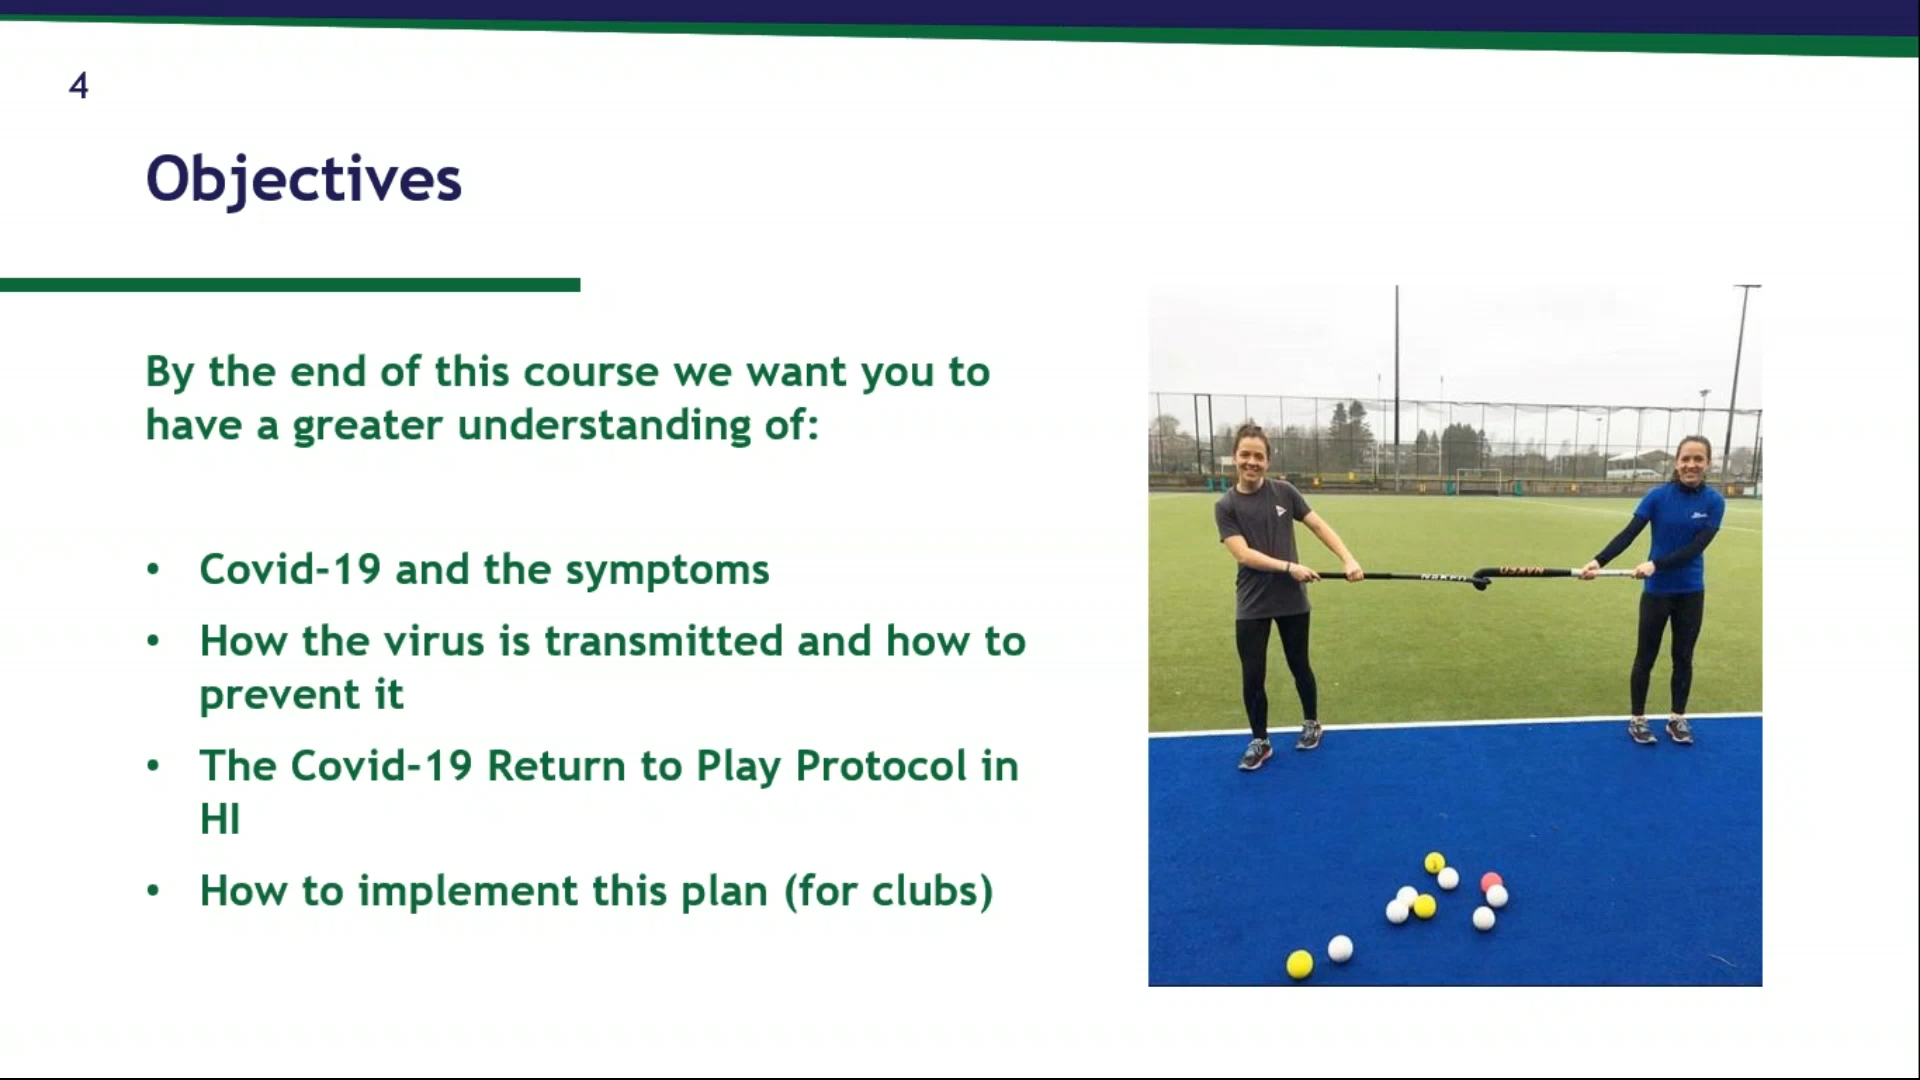 4
Objectives
By the end of this course we want you to
have a greater understanding of:
• Covid-19 and the symptoms
• How the virus is transmitted and how to
prevent it
• The Covid-19 Return to Play Protocol in
HI
• How to implement this plan (for clubs)
NAKED
NAKED